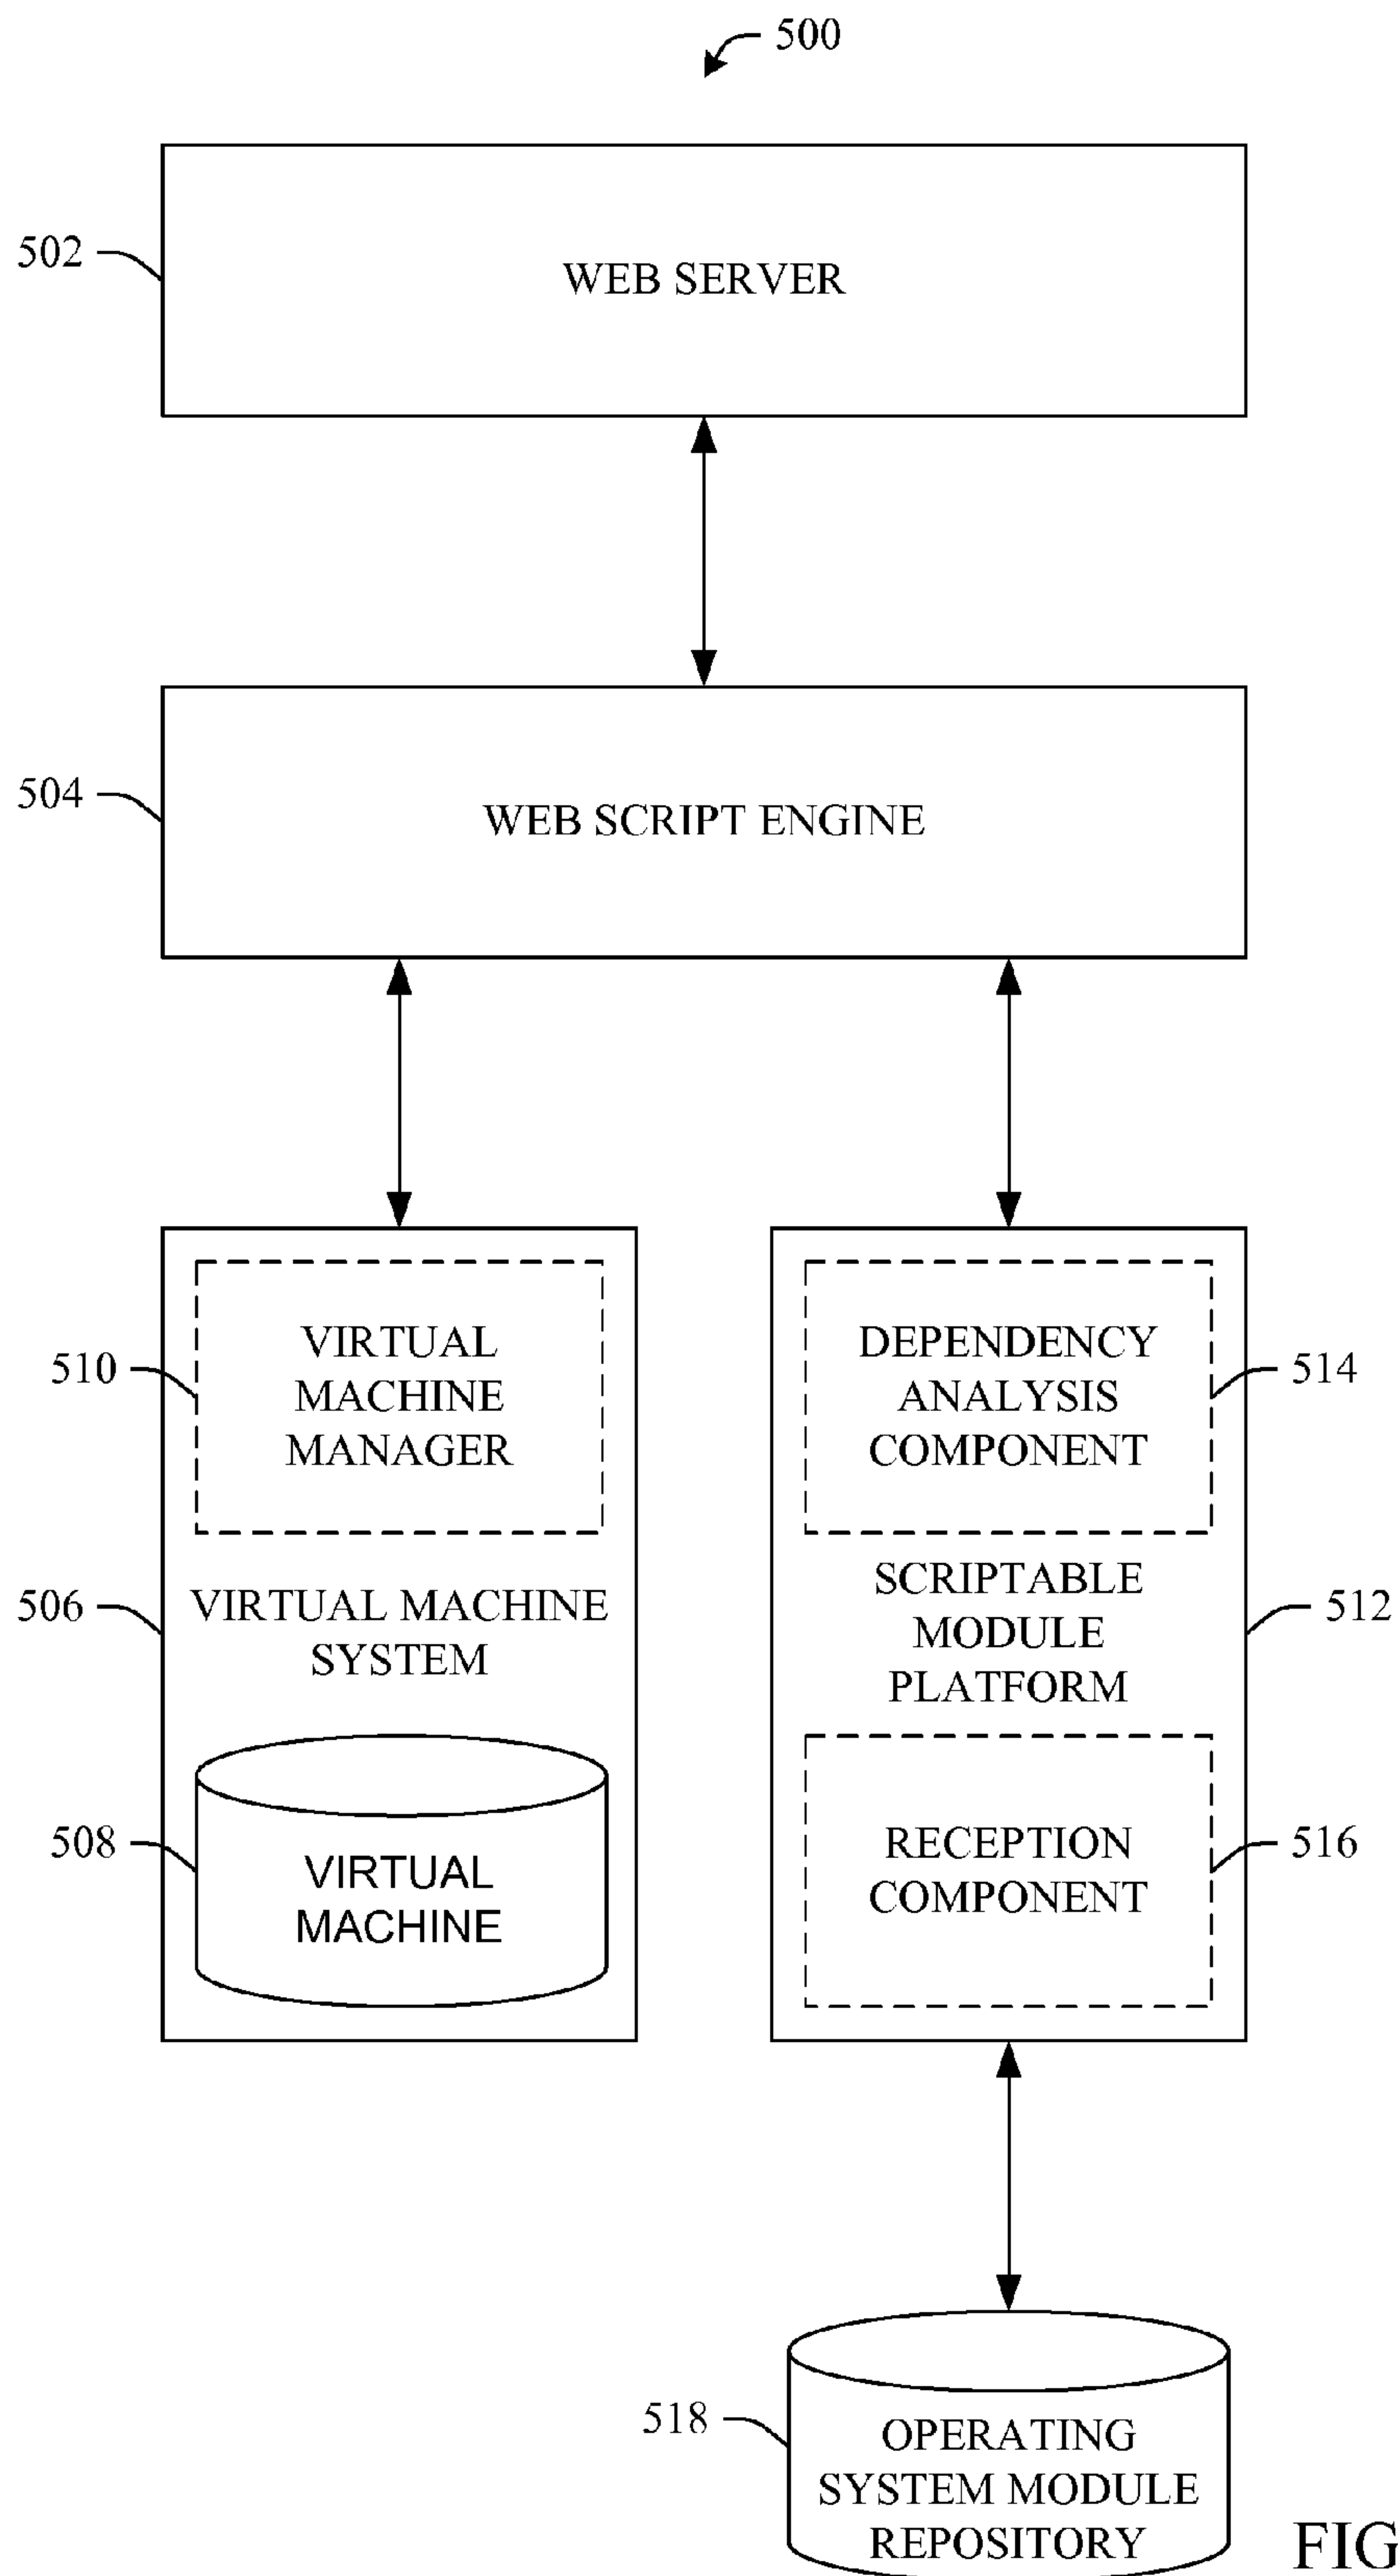 500
502
WEB SERVER
504
WEB SCRIPT ENGINE
510
VIRTUAL
MACHINE
MANAGER
DEPENDENCY
ANALYSIS
COMPONENT
514
506
VIRTUAL MACHINE
SYSTEM
SCRIPTABLE
MODULE
PLATFORM
512
508
VIRTUAL
MACHINE
RECEPTION
COMPONENT
516
518
OPERATING
SYSTEM MODULE
REPOSITORY
FIG